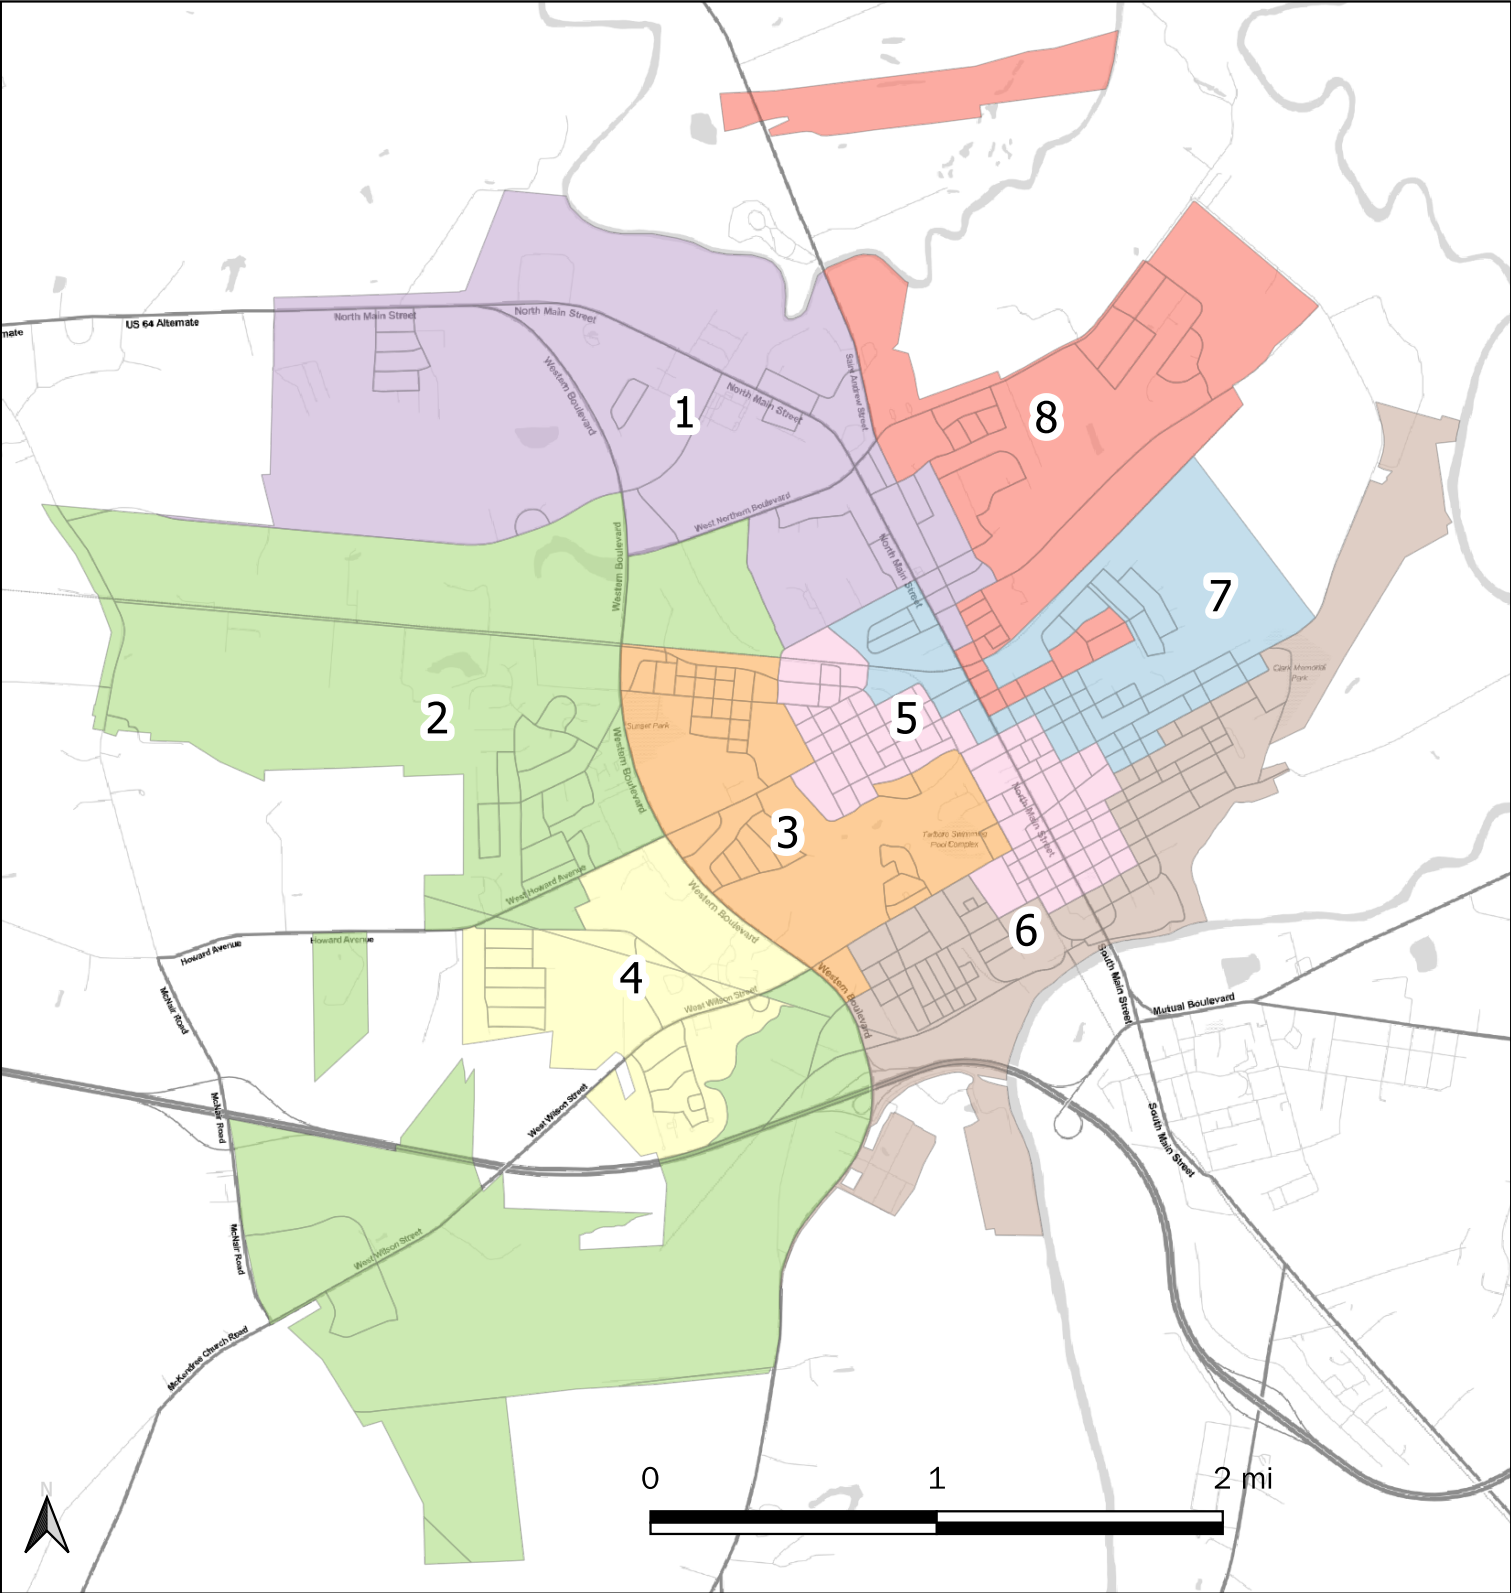 mate
US 64 Alternate
North Main Street
North Main Street
Western Boulevard
Saint Andrew Street
North Main Street
1
8
West Northern Boulevard
Western Boulevard
North Main Street
7
Clark Memorial
Park
2
5
Sunset Park
Western Boulevard
3
North Main Street
Tarboro Swimming
Pool Complex
West Howard Avenue
Western Boulevard
6
Howard Avenue
Howard Avenue
4
Western Boulevard
South Main Street
McNair Road
West Wilson Street
Mutual Boulevard
McNair Road
West Wilson Street
South Main Street
McNair Road
West Wilson Street
McKendree Church Road
N
0 1 2 mi